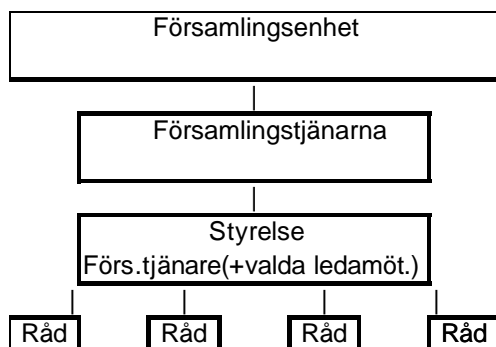 Församlingsenhet
Församlingstjänarna
Styrelse
Förs.tjänare(+valda ledamöt.)
Råd Råd Råd Råd